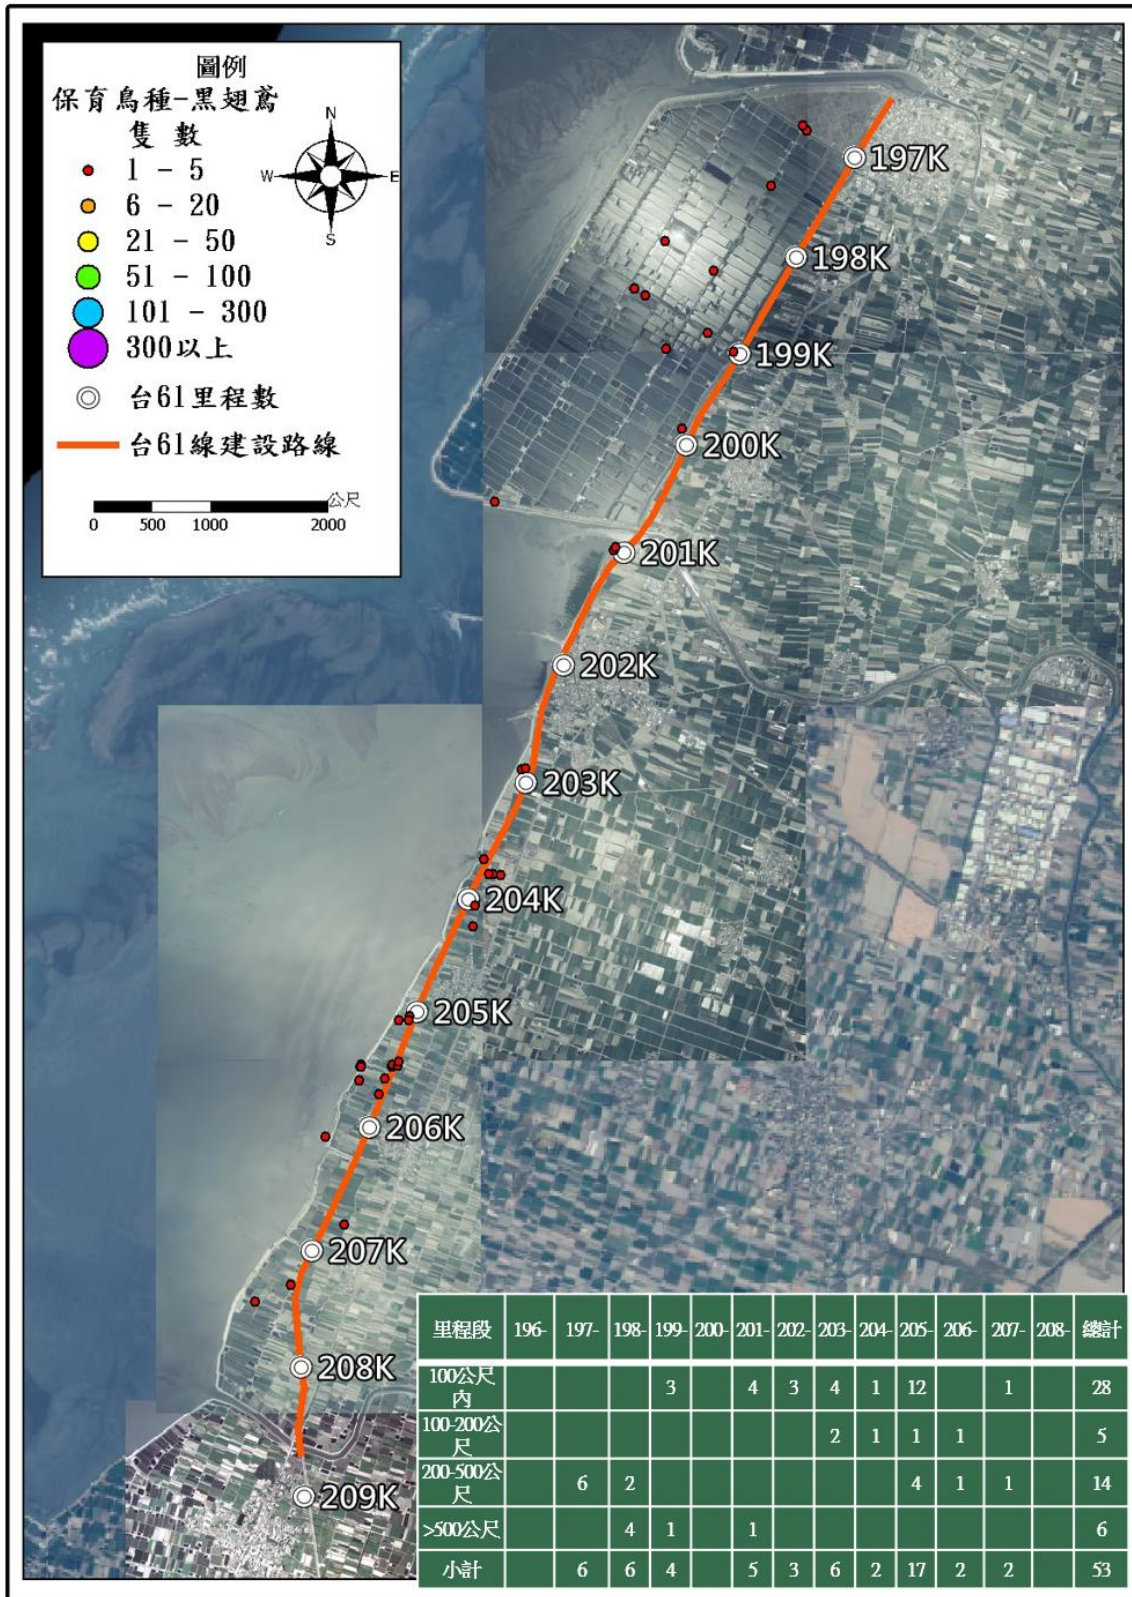 圖例
保育鳥種-黑翅鳶
隻 數
N
W E
S
1 - 5
6 - 20
21 - 50
51 - 100
101 - 300
300以上
台61里程數
台61線建設路線
公尺
0 500 1000 2000
197K
198K
199K
200K
201K
202K
203K
204K
205K
206K
207K
208K
209K
里程段 196- 197- 198- 199- 200- 201- 202- 203- 204- 205- 206- 207- 208- 總計
100公尺
內 3 4 3 4 1 12 1 28
100-200公
尺 2 1 1 1 5
200-500公
尺 6 2 4 1 1 14
>500公尺 4 1 1 6
小計 6 6 4 5 3 6 2 17 2 2 53